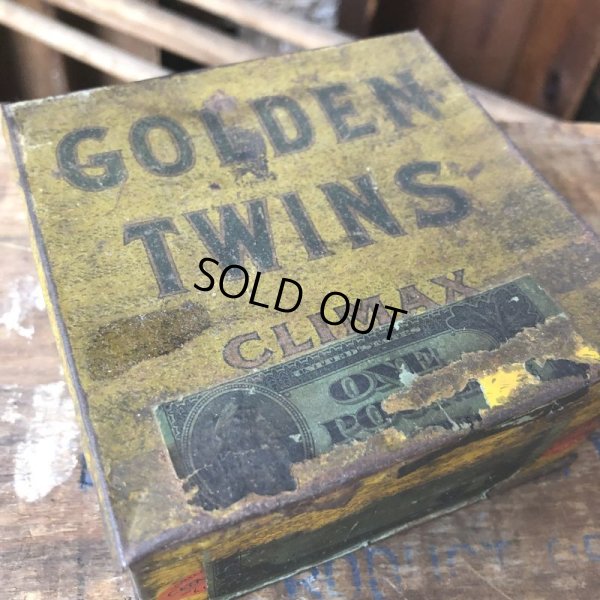 GOLDEN
TWINS
SOLD OUT
CLIMAX
ONE